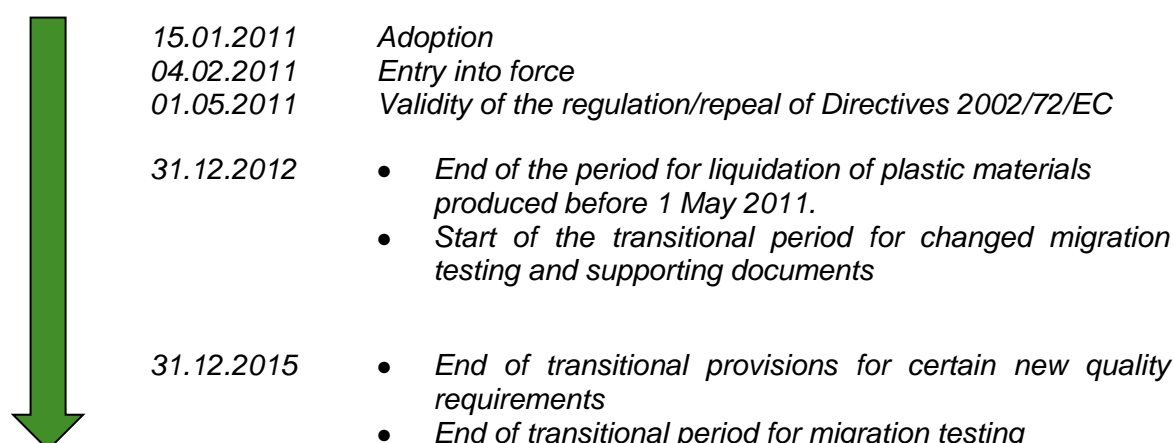 15.01.2011 Adoption
04.02.2011 Entry into force
01.05.2011 Validity of the regulation/repeal of Directives 2002/72/EC
31.12.2012 • End of the period for liquidation of plastic materials
produced before 1 May 2011.
• Start of the transitional period for changed migration
testing and supporting documents
31.12.2015 • End of transitional provisions for certain new quality
requirements
• End of transitional period for migration testing